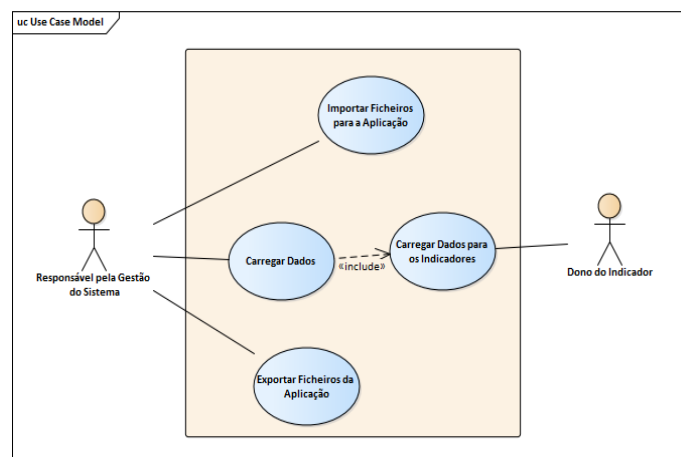 uc Use Case Model
Importar Ficheiros
para a Aplicação
Carregar Dados
«include»
Carregar Dados para
os Indicadores
Responsável pela Gestão
do Sistema
Dono do Indicador
Exportar Ficheiros da
Aplicação